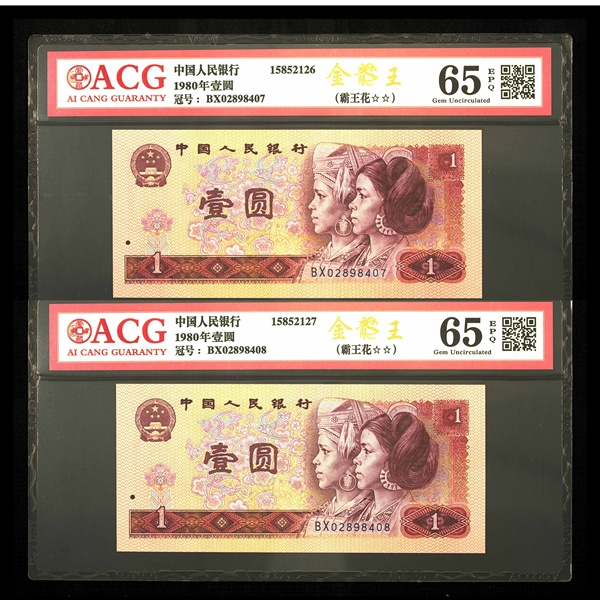 ACG
AI CANG GUARANTY
中国人民银行 15852126
1980年壹圆
冠号: BX02898407
金龍王
(霸王花☆☆)
65 EPQ
Gem Uncirculated
中国人民银行
1
壹圆
1
BX02898407
1
ACG
AI CANG GUARANTY
中国人民银行 15852127
1980年壹圆
冠号: BX02898408
金龍王
(霸王花☆☆)
65 EPQ
Gem Uncirculated
中国人民银行
1
壹圆
1
BX02898408
1